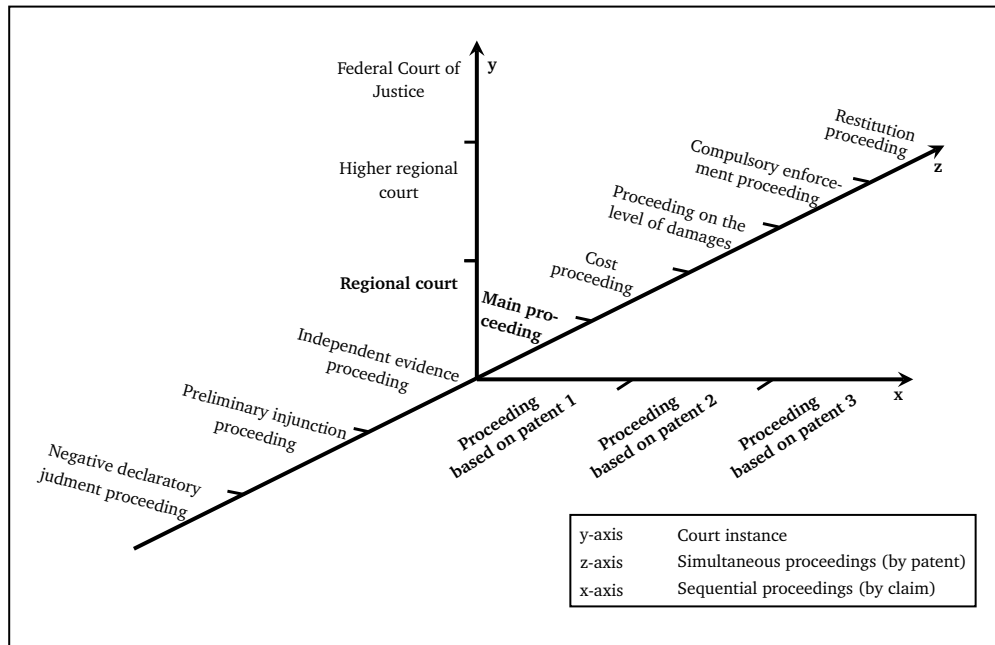 y
Federal Court of
Justice
Higher regional
court
Regional court
Restitution
proceeding
z
Compulsory enforce-
ment proceeding
Proceeding on the
level of damages
Cost
proceeding
Main pro-
ceeding
Independent evidence
proceeding
Preliminary injunction
proceeding
Negative declaratory
judgment proceeding
x
Proceeding
based on patent 1
Proceeding
based on patent 2
Proceeding
based on patent 3
y-axis Court instance
z-axis Simultaneous proceedings (by patent)
x-axis Sequential proceedings (by claim)